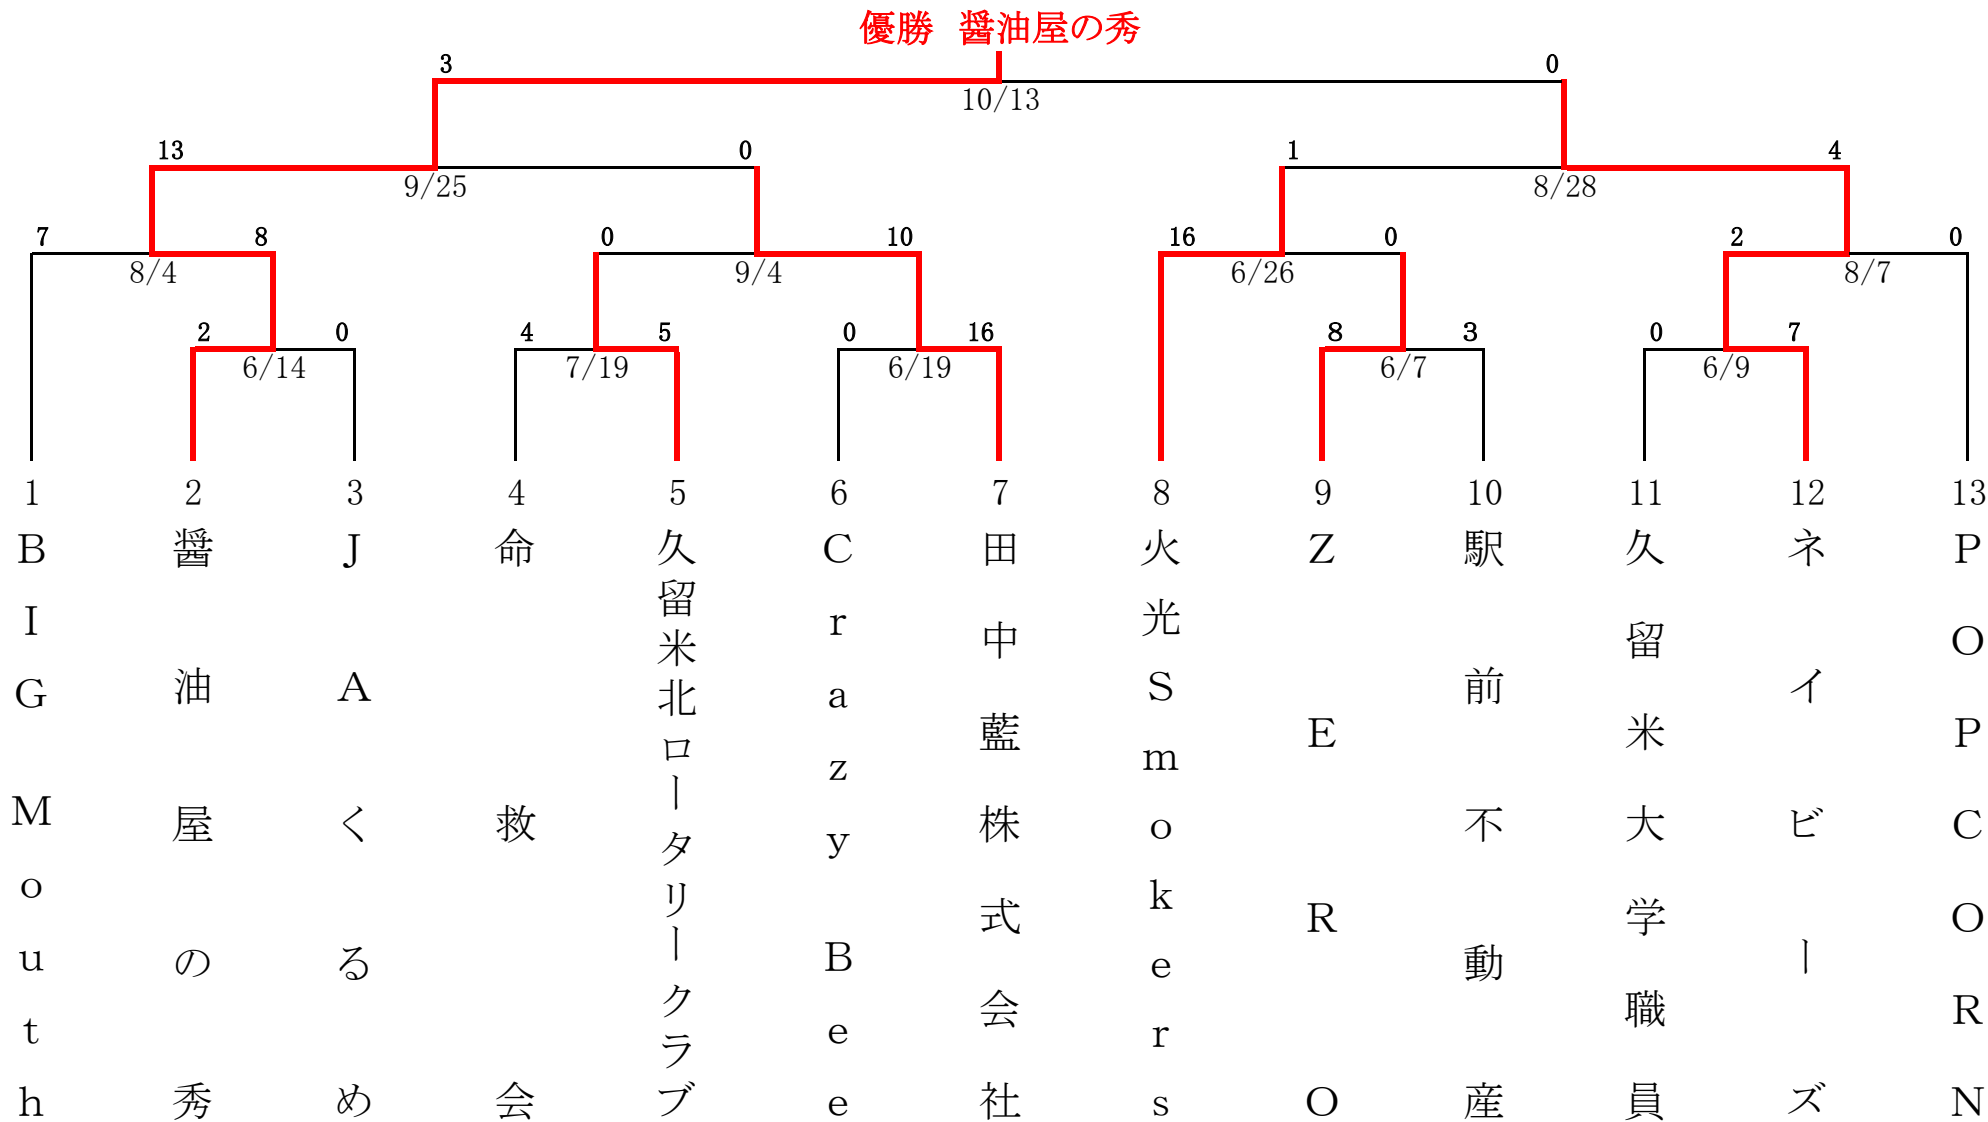 優勝　醤油屋の秀
3 0
10/13
13 0 1 4
9/25 8/28
7 8 0 10 16 0 2 0
8/4 9/4 6/26 8/7
2 0 4 5 0 16 8 3 0 7
6/14 7/19 6/19 6/7 6/9
1 2 3 4 5 6 7 8 9 10 11 12 13
BIG Mouth
醤油屋の秀
JAくるめ
命救会
久留米北ロータリークラブ
Crazy Bee
田中藍株式会社
火光Smokers
ZERO
駅前不動産
久留米大学職員
ネイビーズ
POPCORN